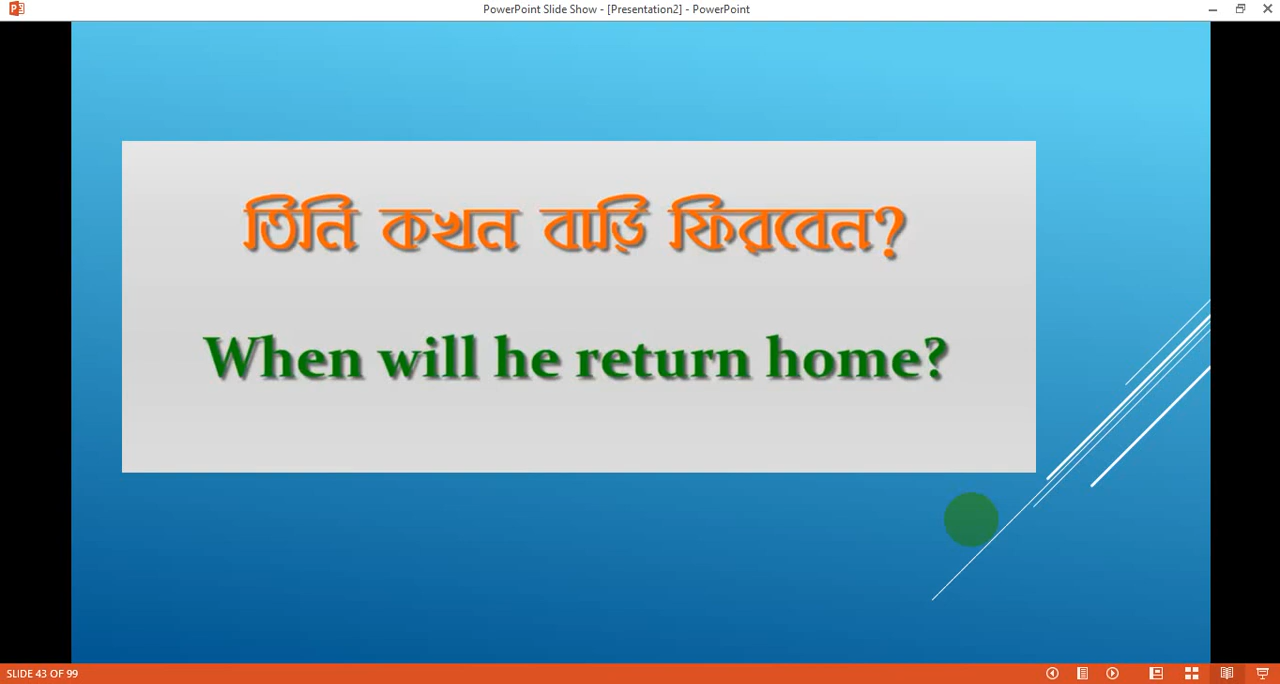 PowerPoint Slide Show - [Presentation2] - PowerPoint
তিনি কখন বাড়ি ফিরবেন?
When will he return home?
SLIDE 43 OF 99